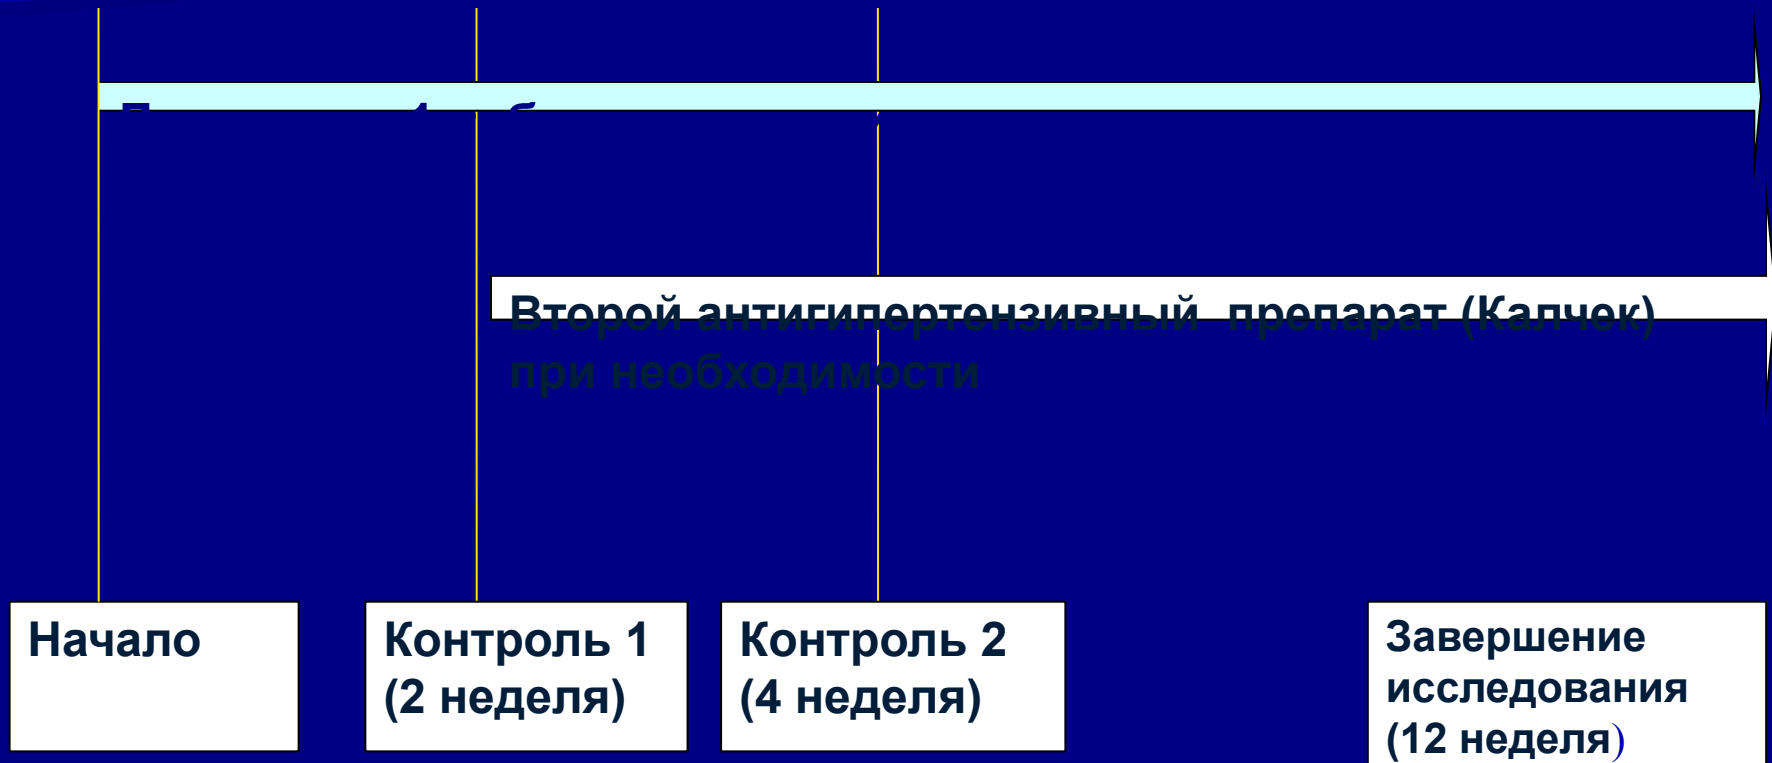 Второй антигипертензивный препарат (Калчек)
при необходимости
Начало
Контроль 1
(2 неделя)
Контроль 2
(4 неделя)
Завершение
исследования
(12 неделя)